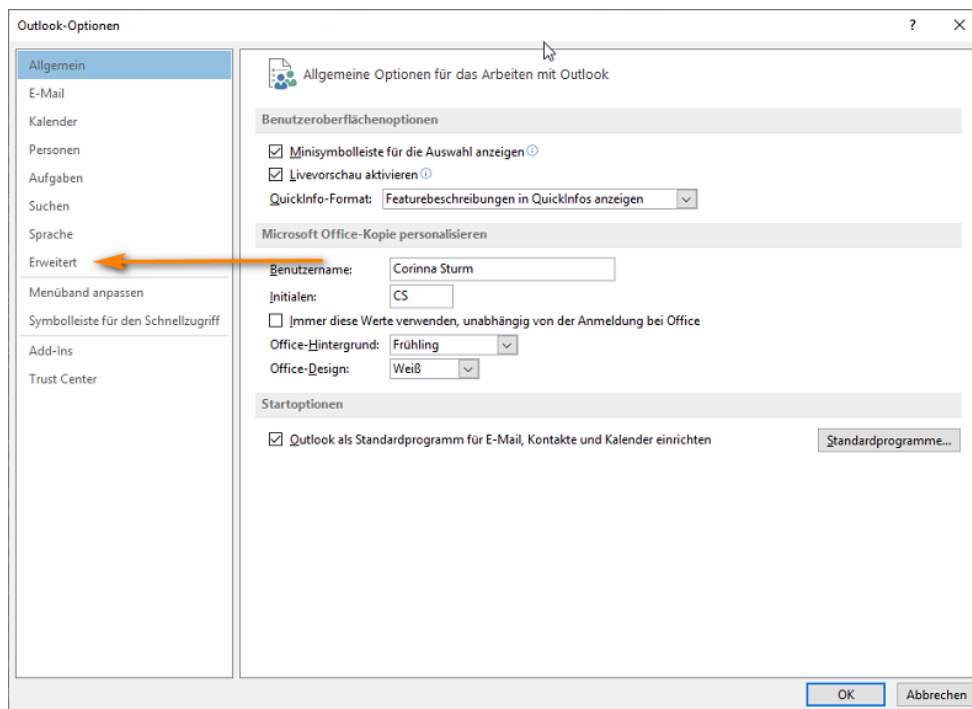 Outlook-Optionen
?
Allgemein
E-Mail
Kalender
Personen
Aufgaben
Suchen
Sprache
Erweitert
Menüband anpassen
Symbolleiste für den Schnellzugriff
Add-Ins
Trust Center
Allgemeine Optionen für das Arbeiten mit Outlook
Benutzeroberflächenoptionen
Minisymbolleiste für die Auswahl anzeigen
Livevorschau aktivieren
QuickInfo-Format: Featurebeschreibungen in QuickInfos anzeigen
Microsoft Office-Kopie personalisieren
Benutzername: Corinna Sturm
Initialen: CS
Immer diese Werte verwenden, unabhängig von der Anmeldung bei Office
Office-Hintergrund: Frühling
Office-Design: Weiß
Startoptionen
Outlook als Standardprogramm für E-Mail, Kontakte und Kalender einrichten
Standardprogramme...
OK
Abbrechen